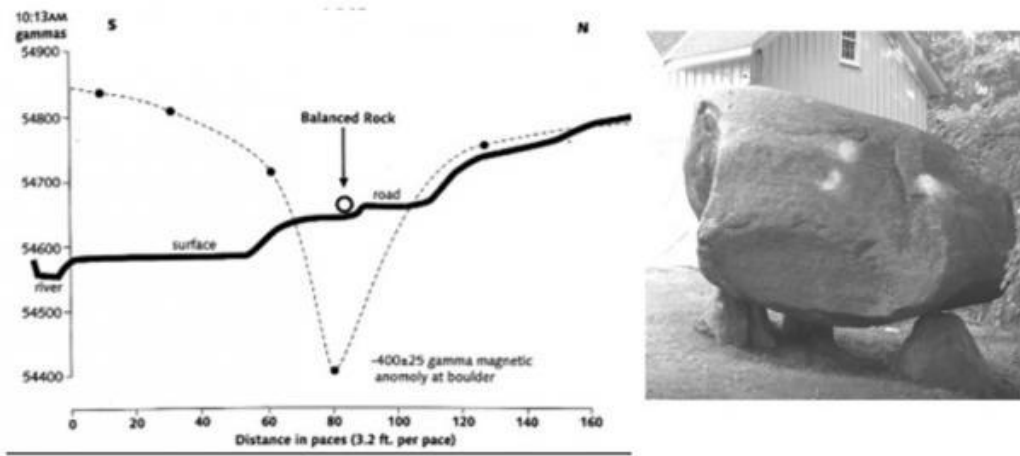 10:13AM
gammas
S
N
54900
54800
Balanced Rock
54700
road
54600
surface
river
54500
-400±25 gamma magnetic
anomoly at boulder
54400
0 20 40 60 80 100 120 140 160
Distance in paces (3.2 ft. per pace)